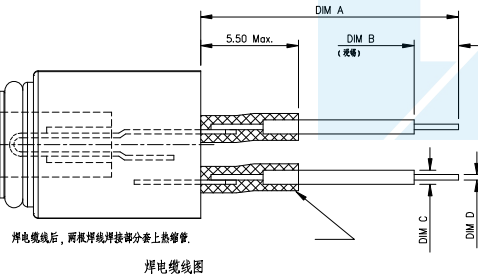 DIM A
5.50 Max.
DIM B
(浸锡)
DIM C
DIM D
焊电缆线后，两根焊线焊接部分套上热缩管.
焊电缆线图